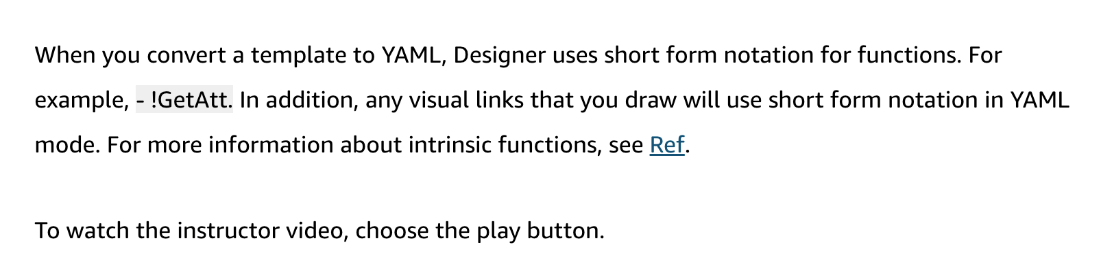 When you convert a template to YAML, Designer uses short form notation for functions. For
example, - !GetAtt. In addition, any visual links that you draw will use short form notation in YAML
mode. For more information about intrinsic functions, see Ref.
To watch the instructor video, choose the play button.